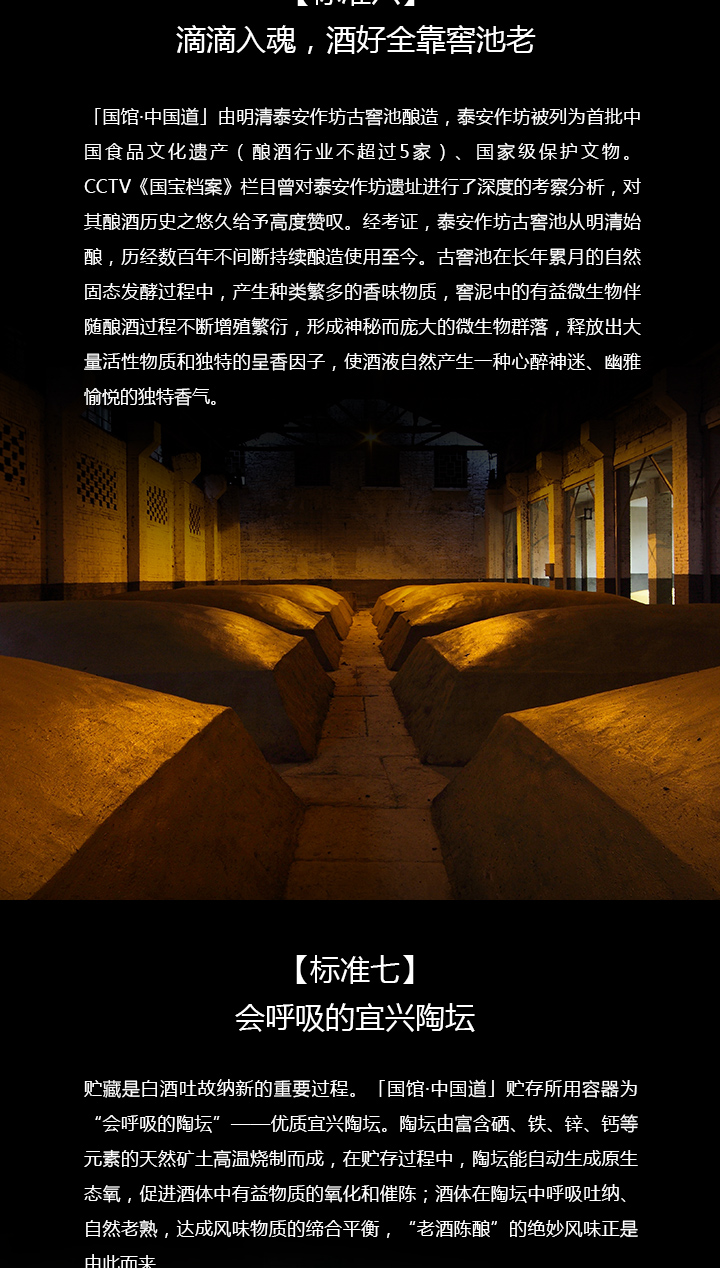 【标准六】
滴滴入魂，酒好全靠窖池老
「国馆·中国道」由明清泰安作坊古窖池酿造，泰安作坊被列为首批中
国食品文化遗产（酿酒行业不超过5家）、国家级保护文物。
CCTV《国宝档案》栏目曾对泰安作坊遗址进行了深度的考察分析，对
其酿酒历史之悠久给予高度赞叹。经考证，泰安作坊古窖池从明清始
酿，历经数百年不间断持续酿造使用至今。古窖池在长年累月的自然
固态发酵过程中，产生种类繁多的香味物质，窖泥中的有益微生物伴
随酿酒过程不断增殖繁衍，形成神秘而庞大的微生物群落，释放出大
量活性物质和独特的呈香因子，使酒液自然产生一种心醉神迷、幽雅
愉悦的独特香气。
【标准七】
会呼吸的宜兴陶坛
贮藏是白酒吐故纳新的重要过程。「国馆·中国道」贮存所用容器为
“会呼吸的陶坛”——优质宜兴陶坛。陶坛由富含硒、铁、锌、钙等
元素的天然矿土高温烧制而成，在贮存过程中，陶坛能自动生成原生
态氧，促进酒体中有益物质的氧化和催陈；酒体在陶坛中呼吸吐纳、
自然老熟，达成风味物质的缔合平衡，“老酒陈酿”的绝妙风味正是
由此而来